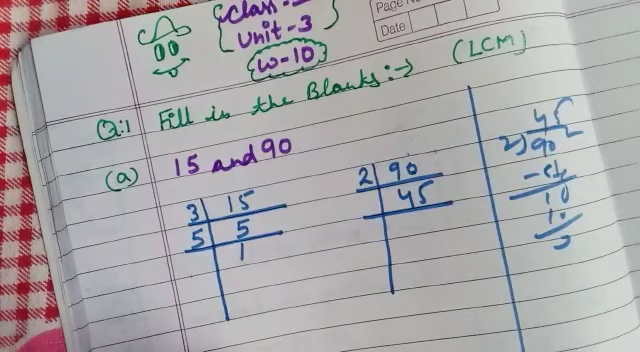 Class-
Unit-3
W-10
Page No
Date
Q:1 Fill in the Blanks:→ (LCM)
(a) 15 and 90
3 15
5 5
1
2 90
45
45
2)90
10